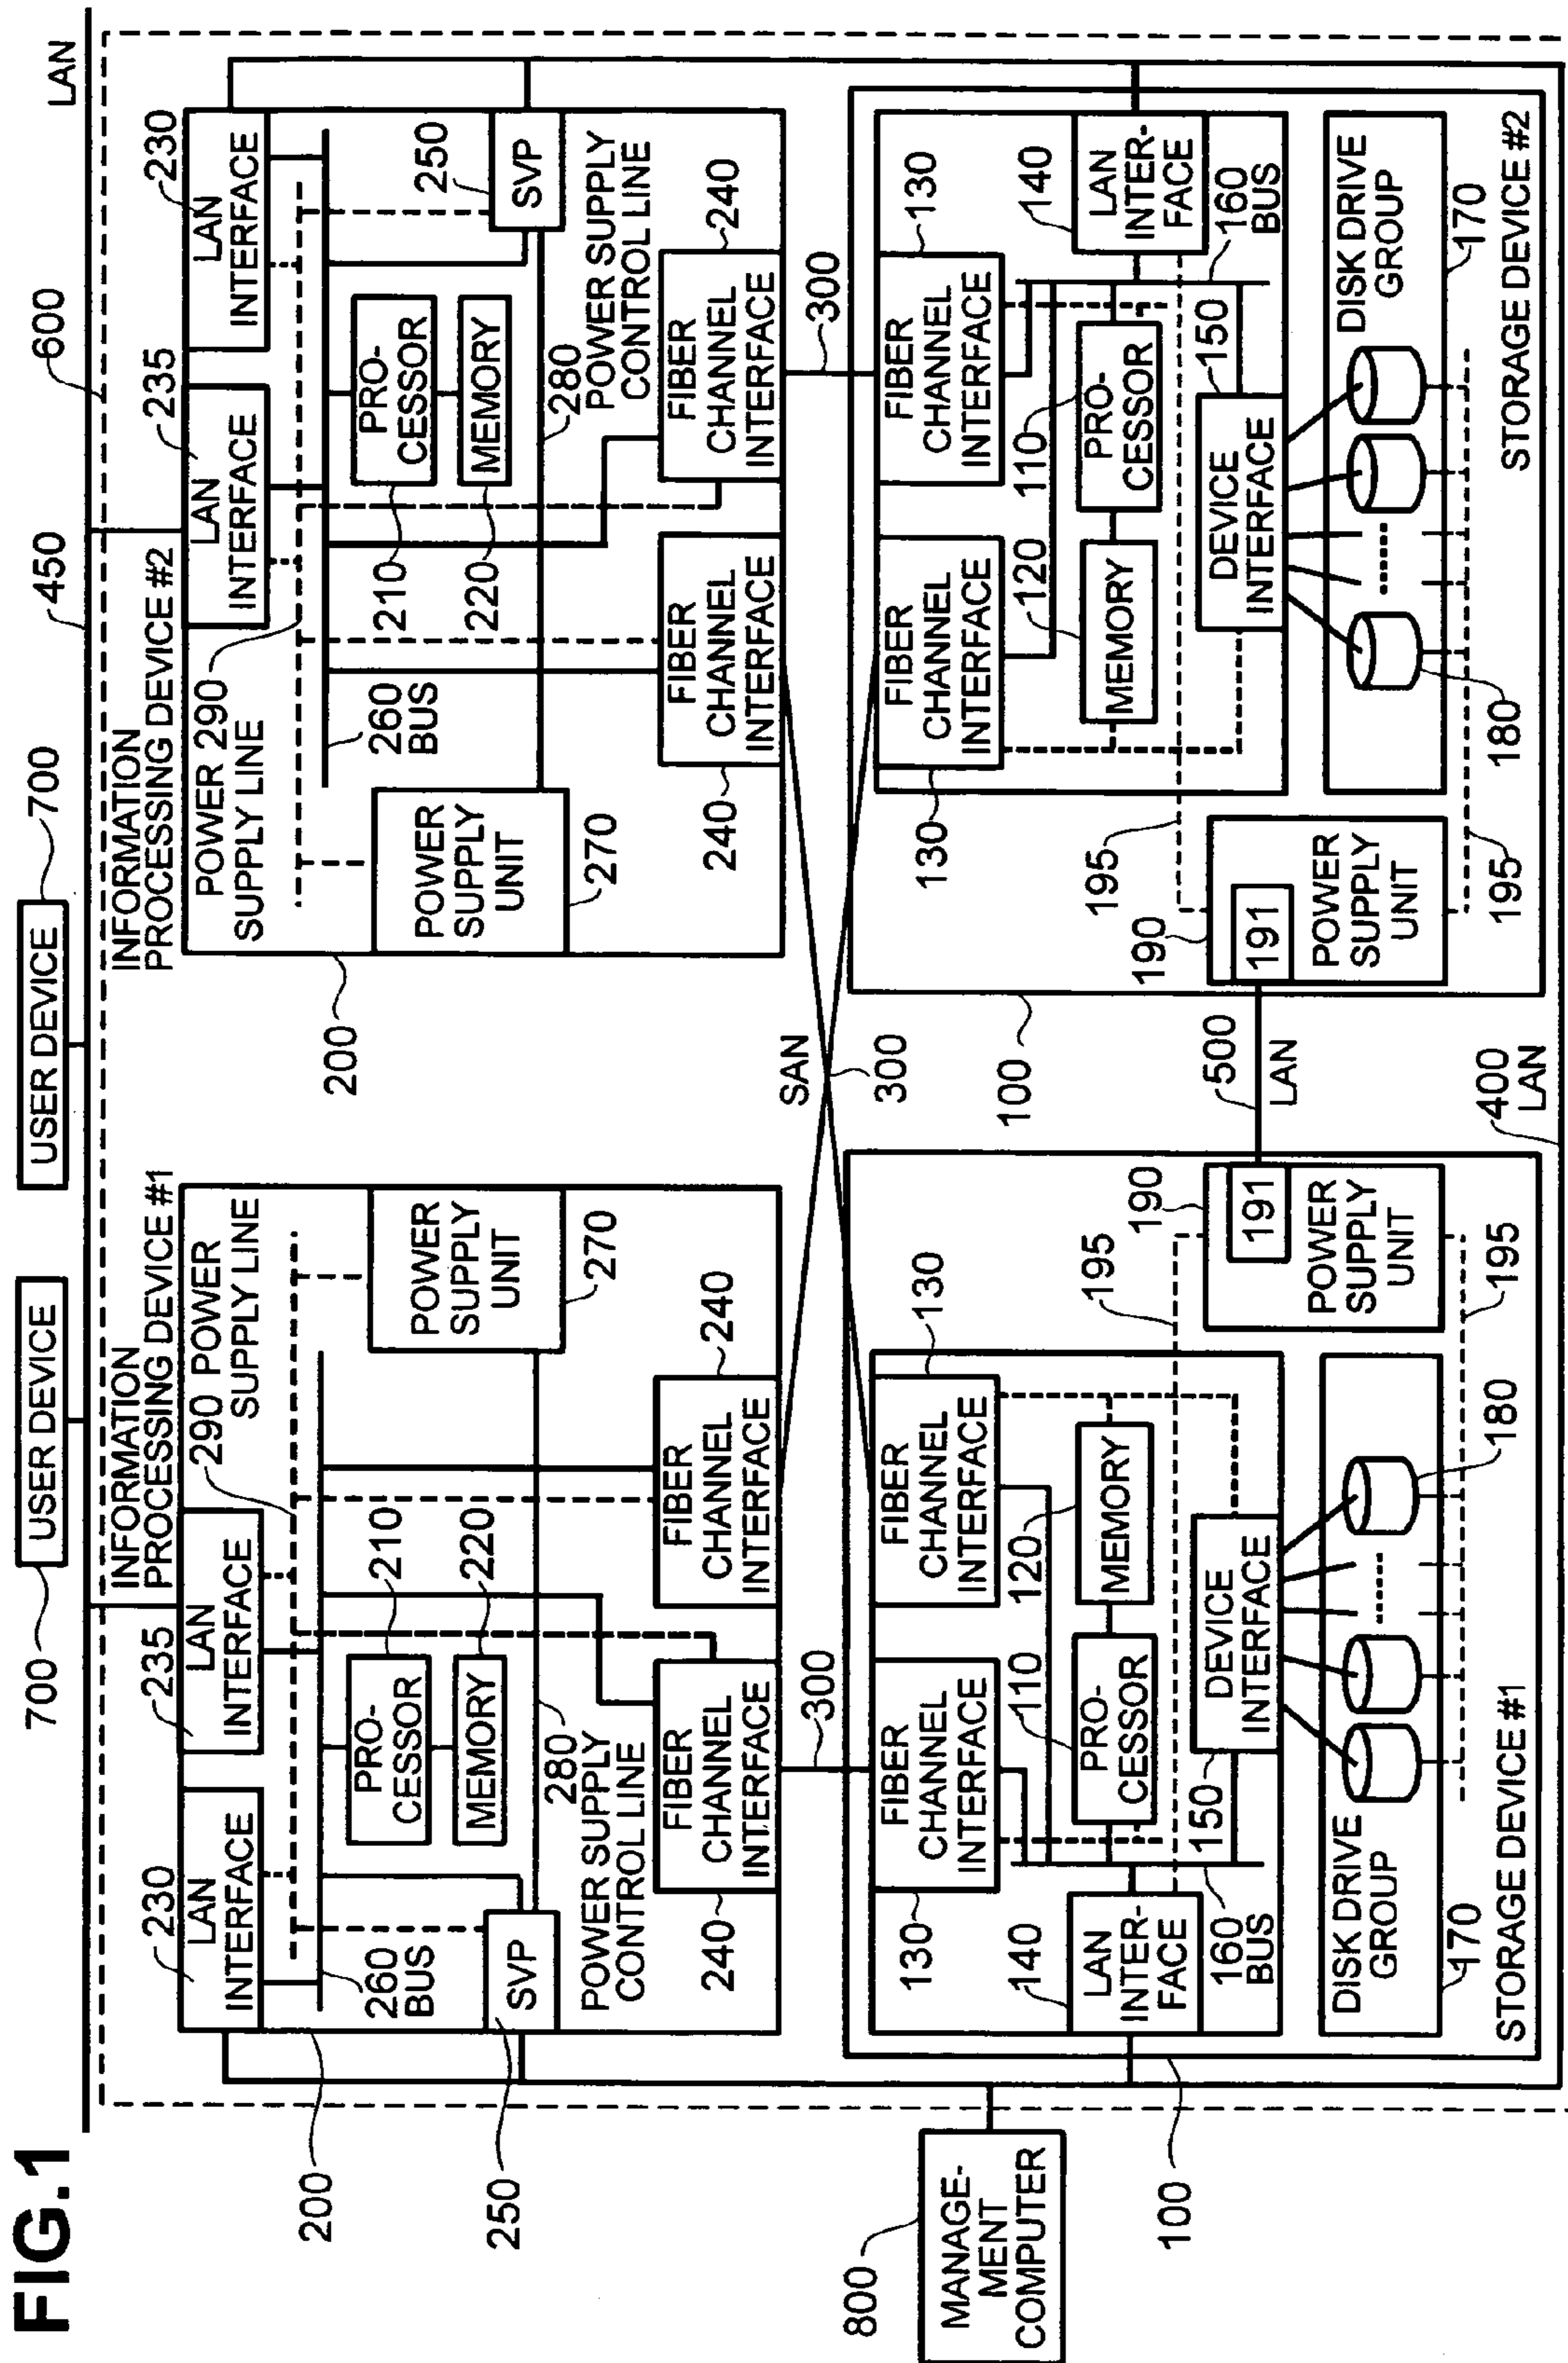 FIG.1
700
USER DEVICE
USER DEVICE
700
450
600
LAN
INFORMATION
PROCESSING DEVICE #1
230
LAN
INTERFACE
235
LAN
INTERFACE
290 POWER
SUPPLY LINE
260
BUS
PRO-
CESSOR
210
MEMORY
220
POWER
SUPPLY
UNIT
270
SVP
250
200
280
POWER SUPPLY
CONTROL LINE
240
FIBER
CHANNEL
INTERFACE
FIBER
CHANNEL
INTERFACE
240
INFORMATION
PROCESSING DEVICE #2
POWER 290
SUPPLY LINE
LAN
INTERFACE
235
LAN
INTERFACE
230
260
BUS
210
PRO-
CESSOR
220
MEMORY
POWER
SUPPLY
UNIT
270
250
SVP
280
POWER SUPPLY
CONTROL LINE
200
240
FIBER
CHANNEL
INTERFACE
FIBER
CHANNEL
INTERFACE
240
300
SAN
300
300
800
MANAGE-
MENT
COMPUTER
100
130
FIBER
CHANNEL
INTERFACE
FIBER
CHANNEL
INTERFACE
130
140
LAN
INTER-
FACE
110
PRO-
CESSOR
120
MEMORY
195
160
BUS
150
DEVICE
INTERFACE
190
191
POWER
SUPPLY
UNIT
DISK DRIVE
GROUP
170
180
195
STORAGE DEVICE #1
500
LAN
100
130
FIBER
CHANNEL
INTERFACE
FIBER
CHANNEL
INTERFACE
130
195
120
MEMORY
110
PRO-
CESSOR
140
LAN
INTER-
FACE
160
BUS
190
191
POWER
SUPPLY
UNIT
DEVICE
INTERFACE
150
DISK DRIVE
GROUP
180
170
195
STORAGE DEVICE #2
400
LAN